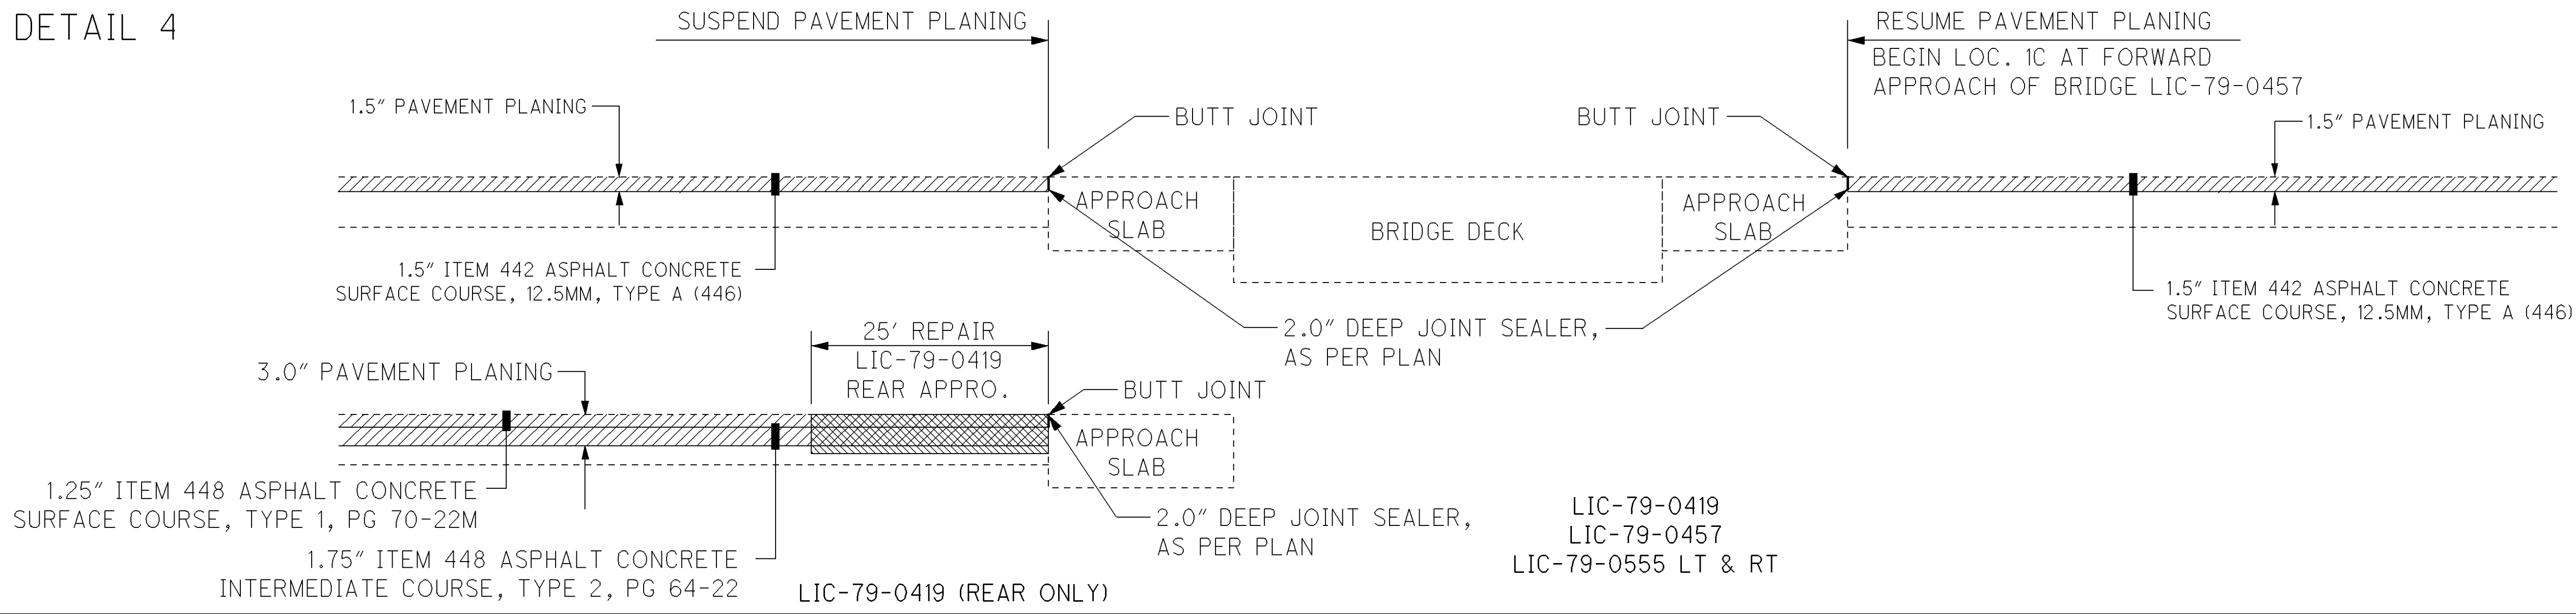 DETAIL 4
SUSPEND PAVEMENT PLANING
RESUME PAVEMENT PLANING
BEGIN LOC. 1C AT FORWARD
APPROACH OF BRIDGE LIC-79-0457
1.5" PAVEMENT PLANING
BUTT JOINT
BUTT JOINT
1.5" PAVEMENT PLANING
APPROACH
SLAB
BRIDGE DECK
APPROACH
SLAB
1.5" ITEM 442 ASPHALT CONCRETE
SURFACE COURSE, 12.5MM, TYPE A (446)
1.5" ITEM 442 ASPHALT CONCRETE
SURFACE COURSE, 12.5MM, TYPE A (446)
2.0" DEEP JOINT SEALER,
AS PER PLAN
25' REPAIR
LIC-79-0419
REAR APPRO.
3.0" PAVEMENT PLANING
BUTT JOINT
APPROACH
SLAB
1.25" ITEM 448 ASPHALT CONCRETE
SURFACE COURSE, TYPE 1, PG 70-22M
2.0" DEEP JOINT SEALER,
AS PER PLAN
1.75" ITEM 448 ASPHALT CONCRETE
INTERMEDIATE COURSE, TYPE 2, PG 64-22
LIC-79-0419 (REAR ONLY)
LIC-79-0419
LIC-79-0457
LIC-79-0555 LT & RT